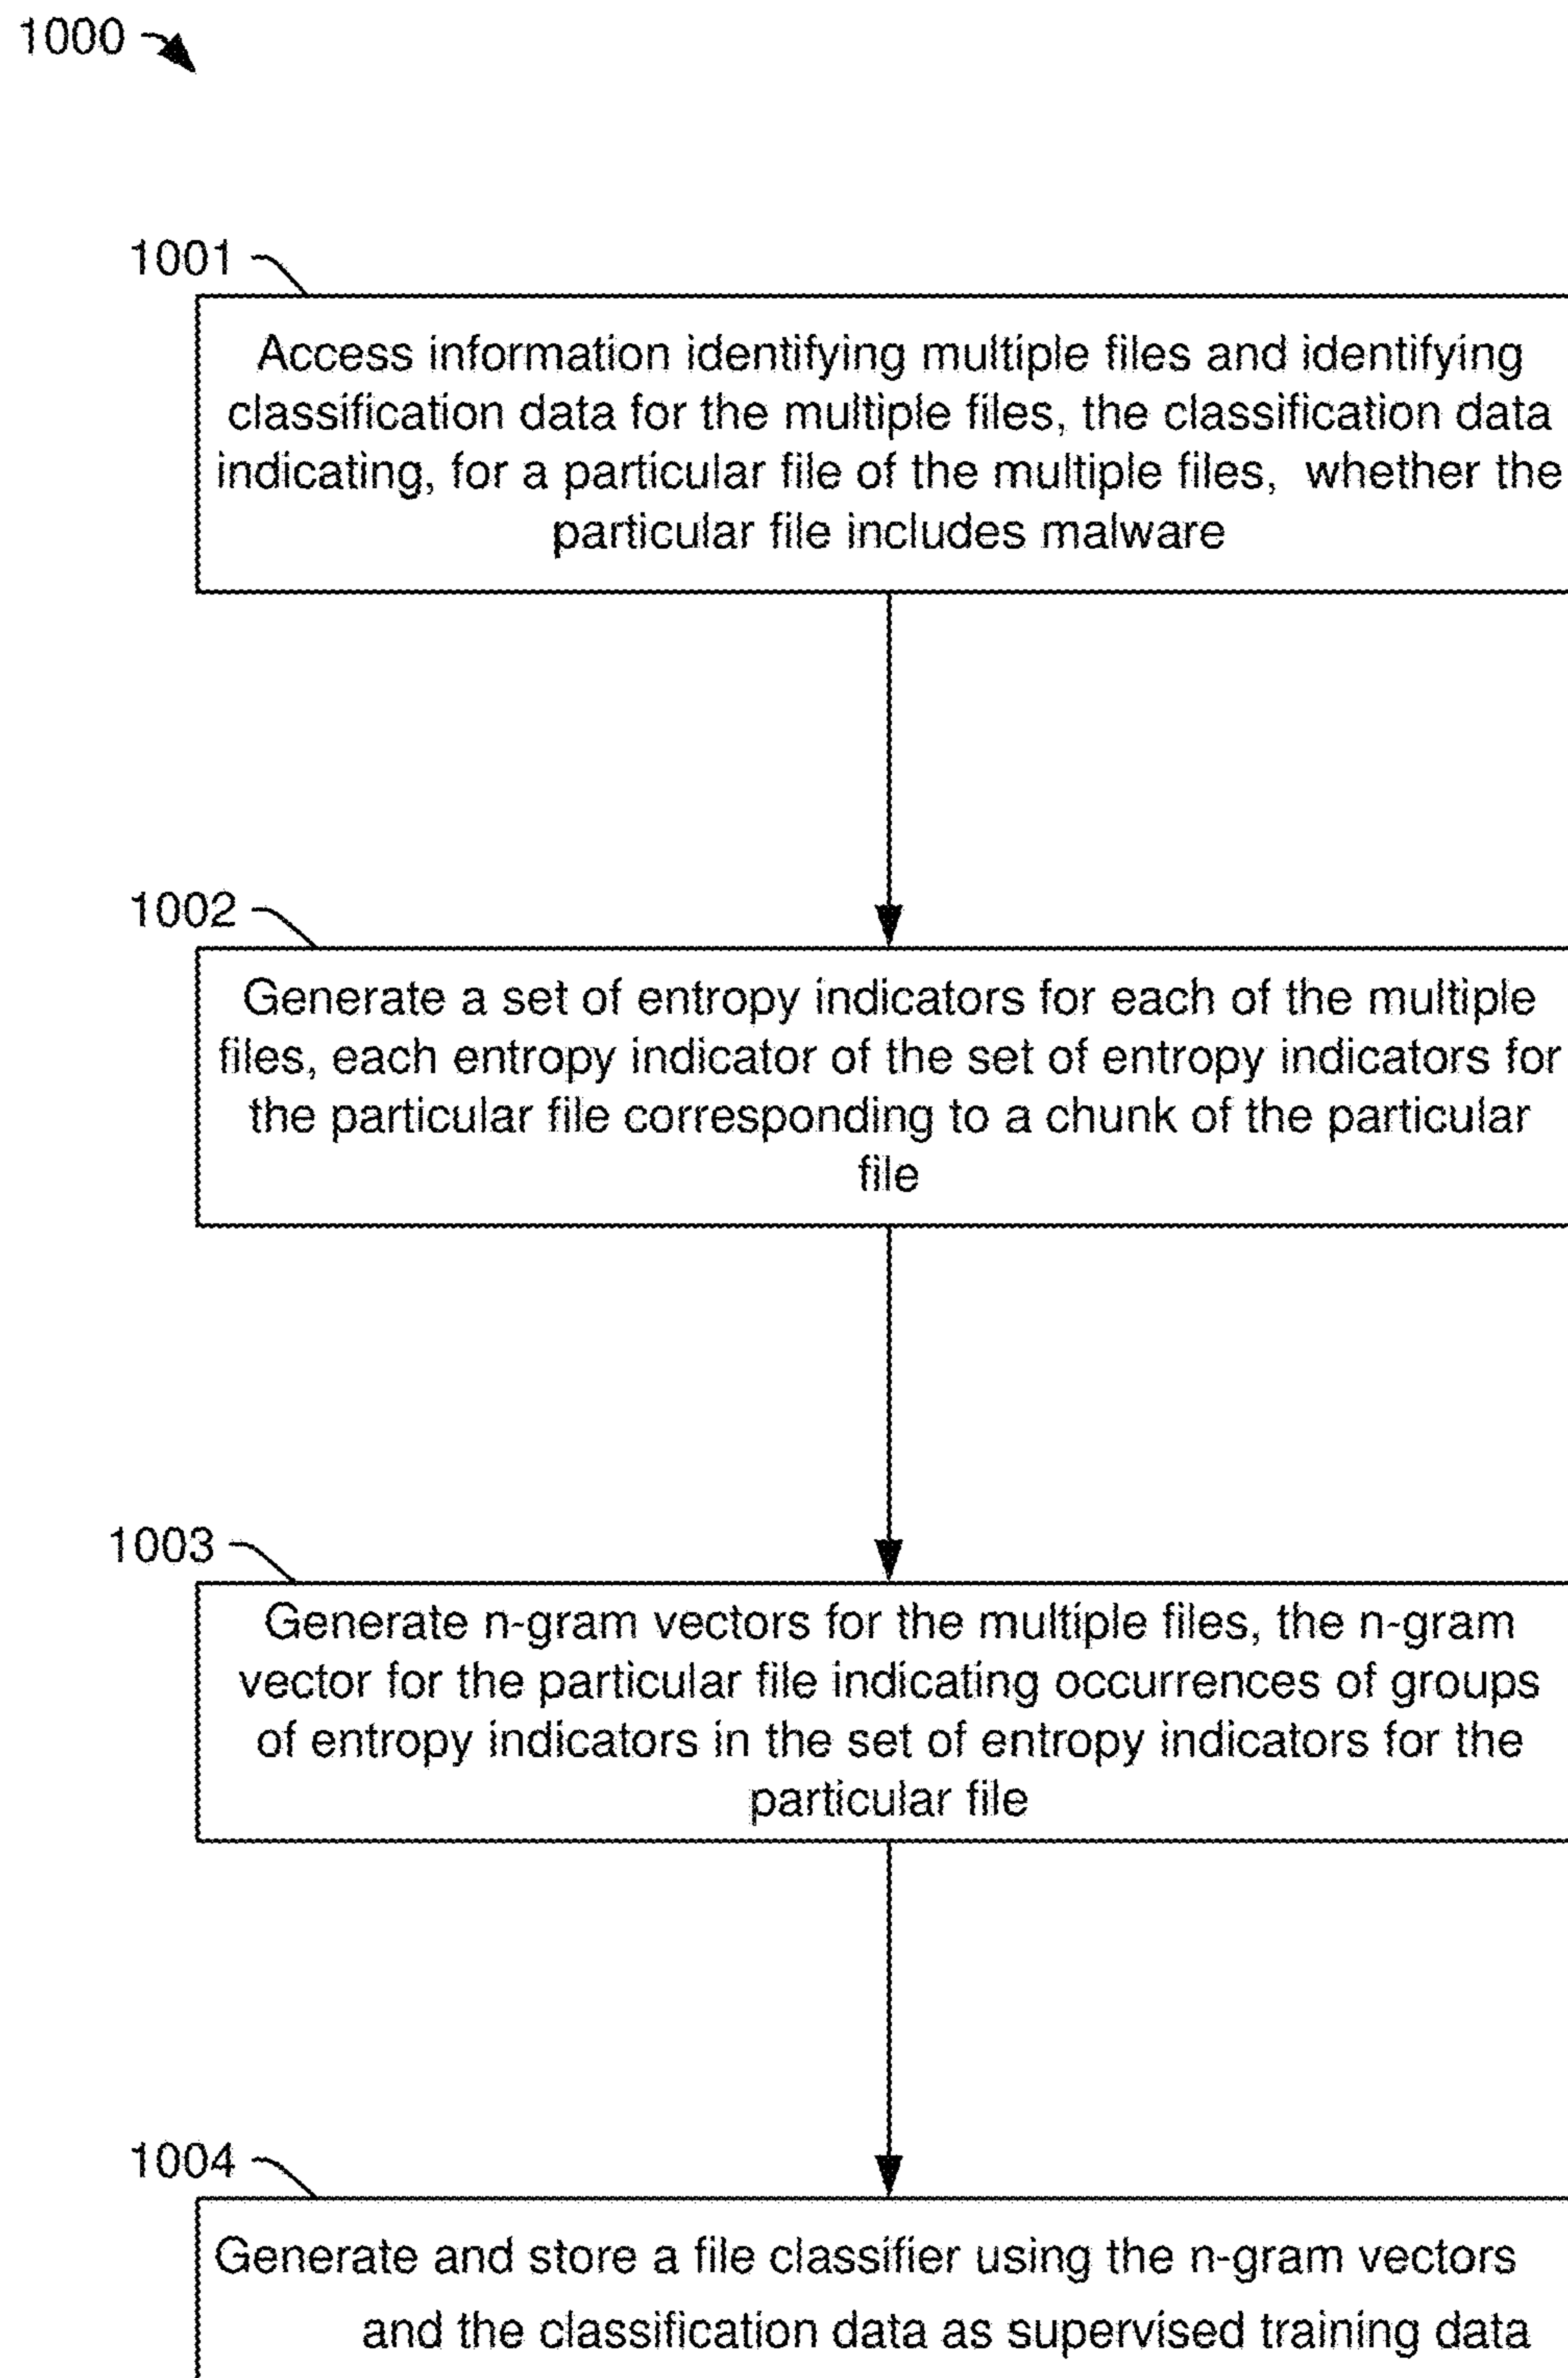 1000
1001
Access information identifying multiple files and identifying
classification data for the multiple files, the classification data
indicating, for a particular file of the multiple files, whether the
particular file includes malware
1002
Generate a set of entropy indicators for each of the multiple
files, each entropy indicator of the set of entropy indicators for
the particular file corresponding to a chunk of the particular
file
1003
Generate n-gram vectors for the multiple files, the n-gram
vector for the particular file indicating occurrences of groups
of entropy indicators in the set of entropy indicators for the
particular file
1004
Generate and store a file classifier using the n-gram vectors
and the classification data as supervised training data